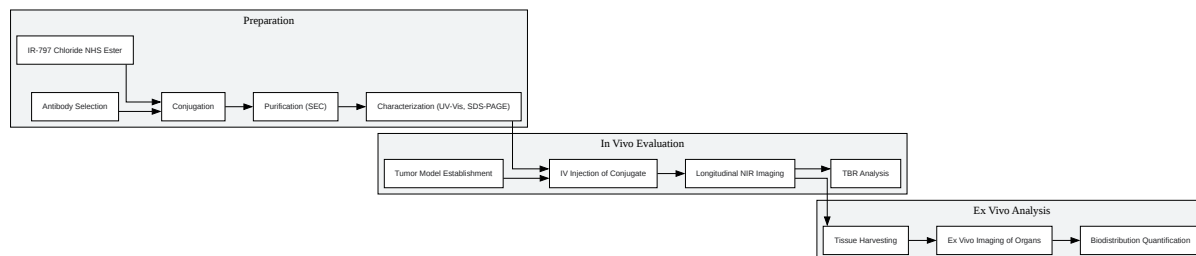 Preparation
IR-797 Chloride NHS Ester
Antibody Selection
Conjugation
Purification (SEC)
Characterization (UV-Vis, SDS-PAGE)
In Vivo Evaluation
Tumor Model Establishment
IV Injection of Conjugate
Longitudinal NIR Imaging
TBR Analysis
Ex Vivo Analysis
Tissue Harvesting
Ex Vivo Imaging of Organs
Biodistribution Quantification